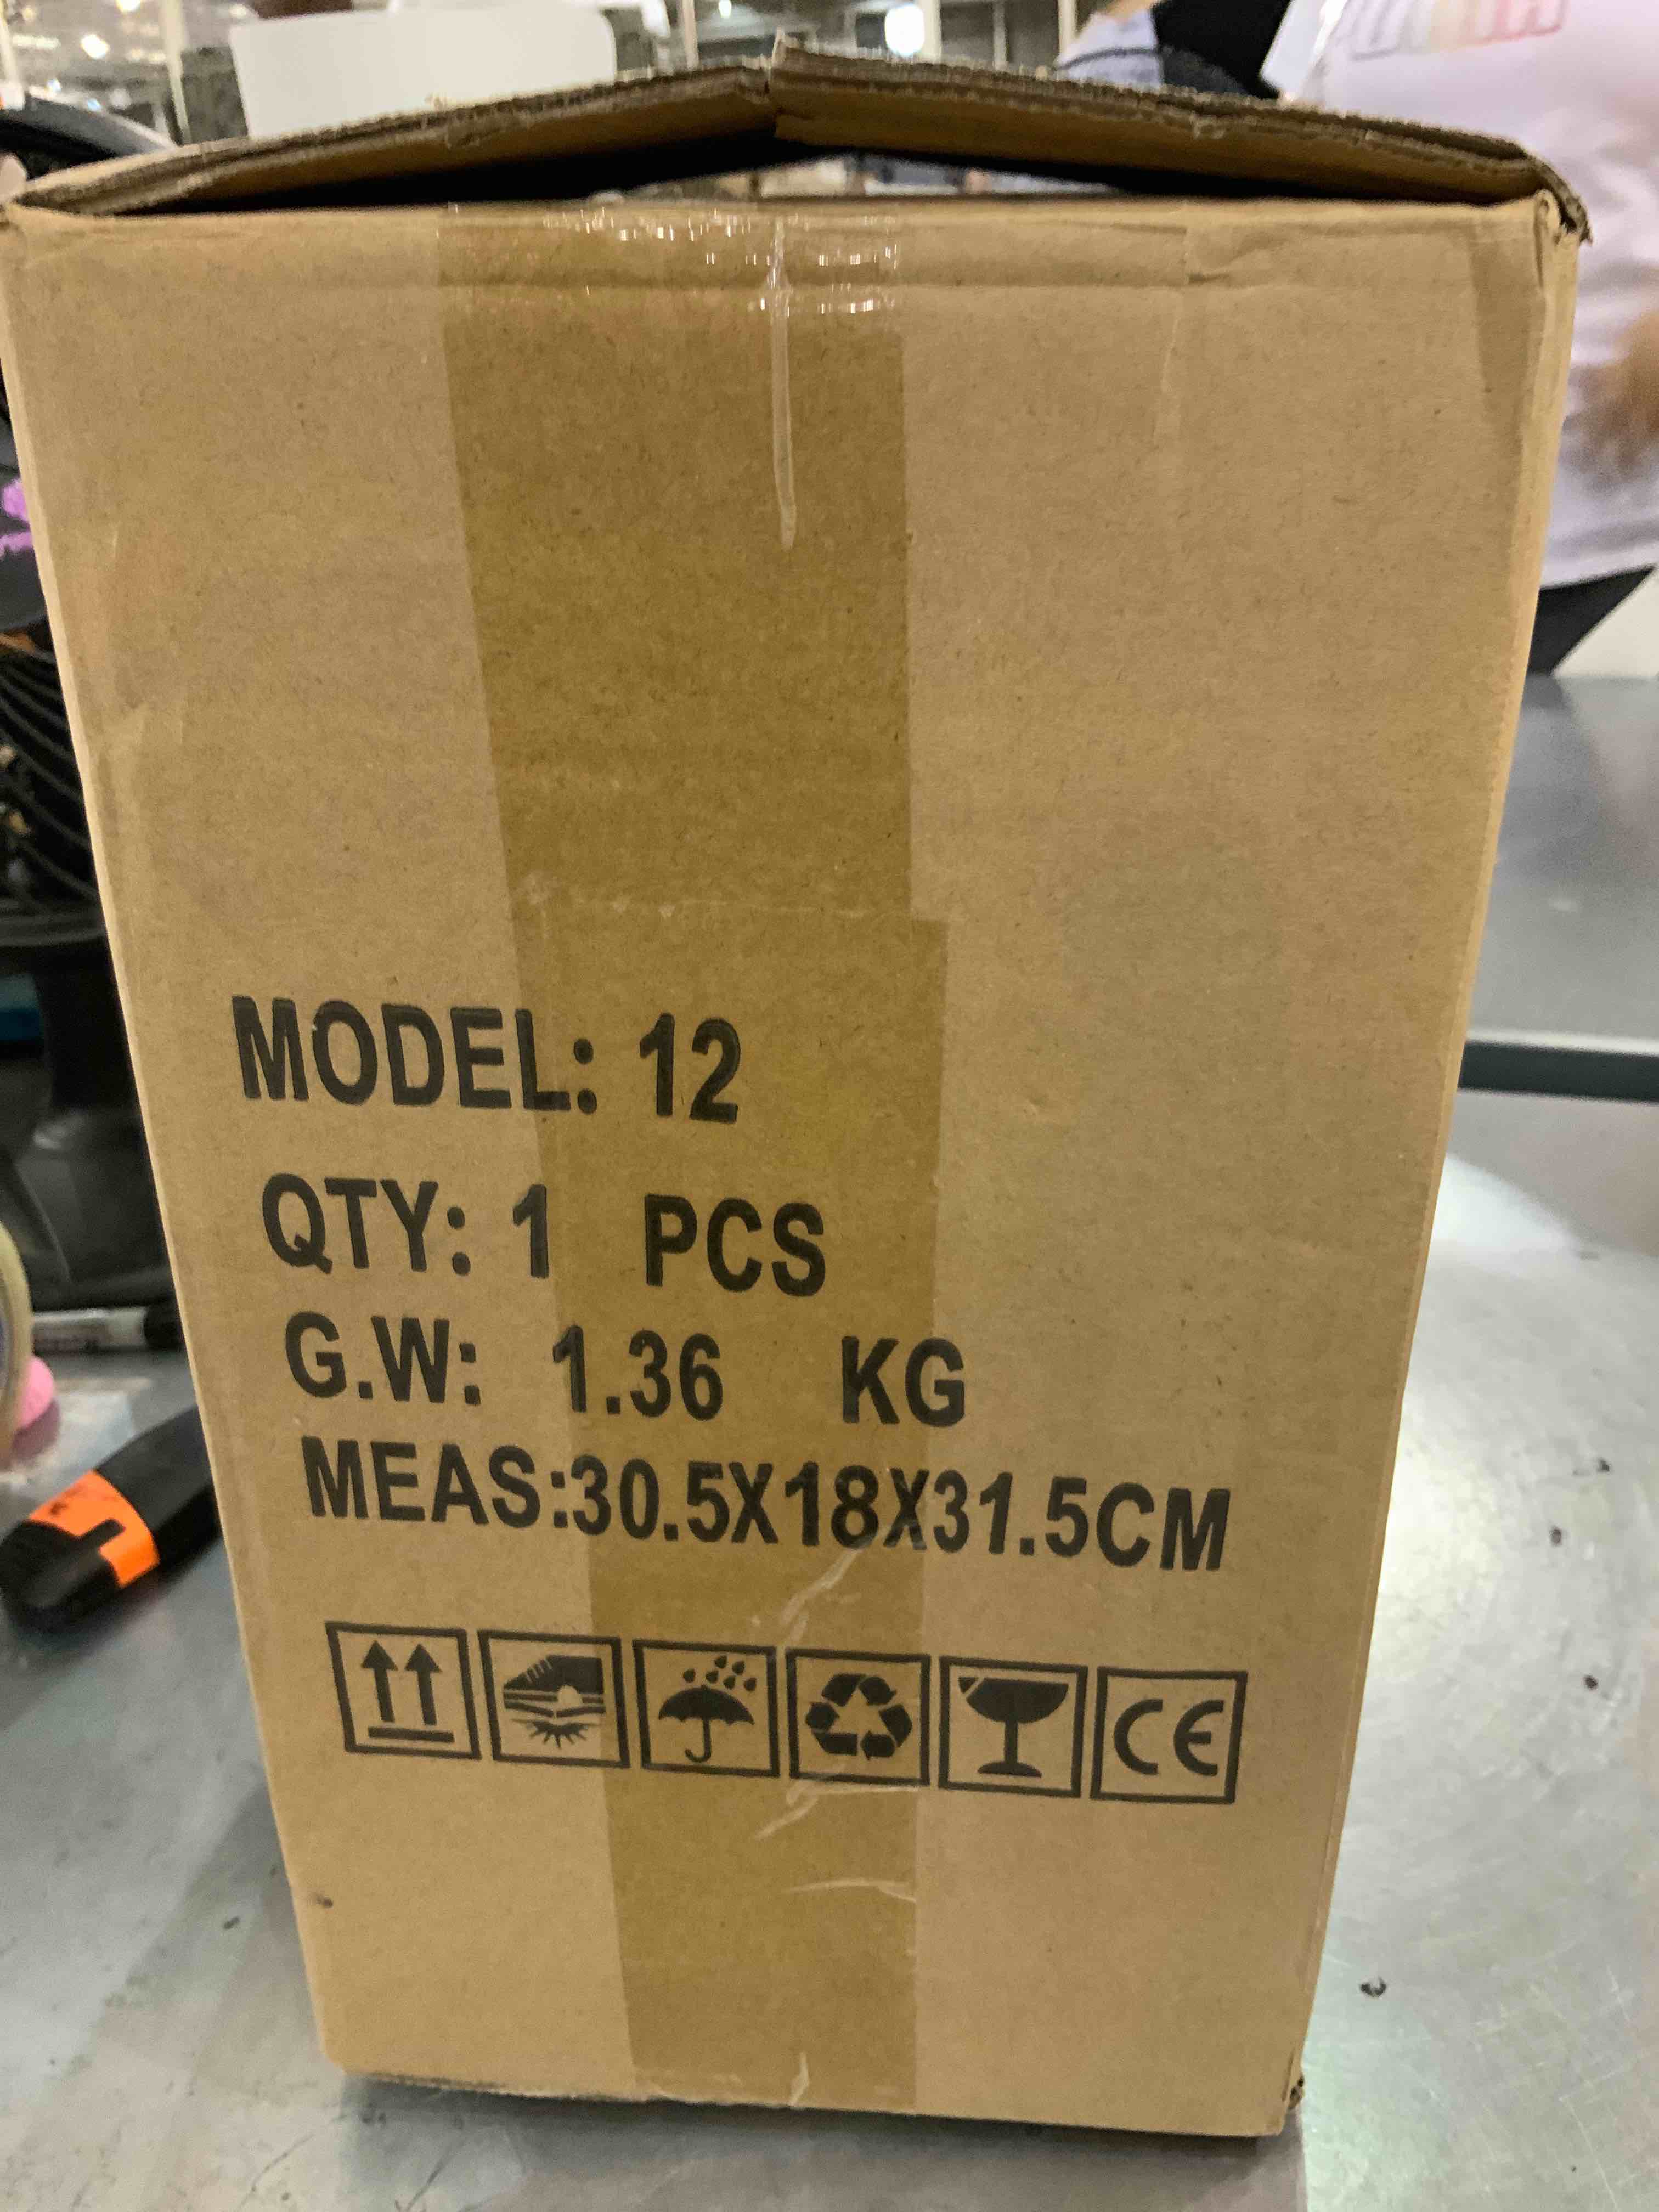 MODEL: 12
QTY: 1 PCS
G.W: 1.36 KG
MEAS:30.5X18X31.5CM
CE